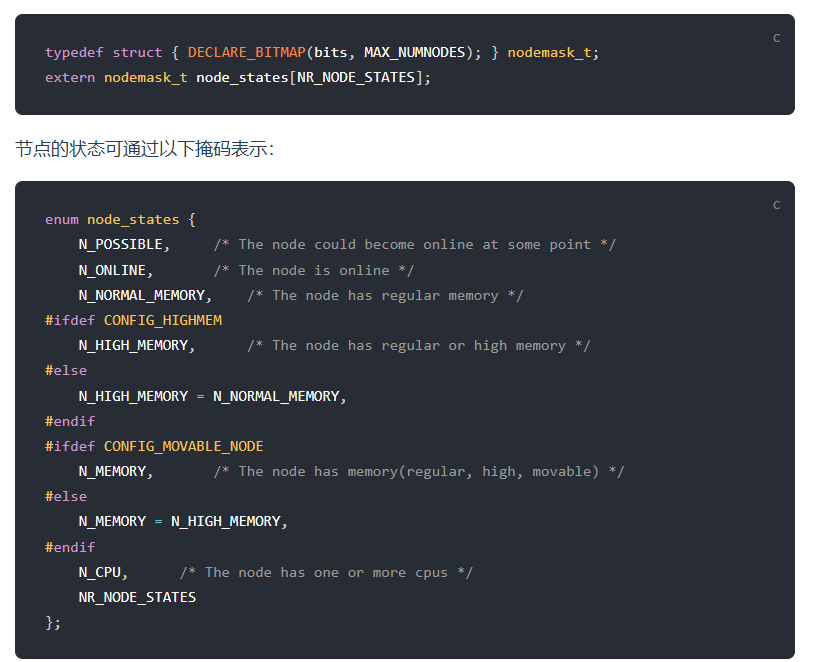 C
typedef struct { DECLARE_BITMAP(bits, MAX_NUMNODES); } nodemask_t;
extern nodemask_t node_states[NR_NODE_STATES];
节点的状态可通过以下掩码表示：
C
enum node_states {
    N_POSSIBLE,     /* The node could become online at some point */
    N_ONLINE,       /* The node is online */
    N_NORMAL_MEMORY,    /* The node has regular memory */
#ifdef CONFIG_HIGHMEM
    N_HIGH_MEMORY,      /* The node has regular or high memory */
#else
    N_HIGH_MEMORY = N_NORMAL_MEMORY,
#endif
#ifdef CONFIG_MOVABLE_NODE
    N_MEMORY,       /* The node has memory(regular, high, movable) */
#else
    N_MEMORY = N_HIGH_MEMORY,
#endif
    N_CPU,      /* The node has one or more cpus */
    NR_NODE_STATES
};